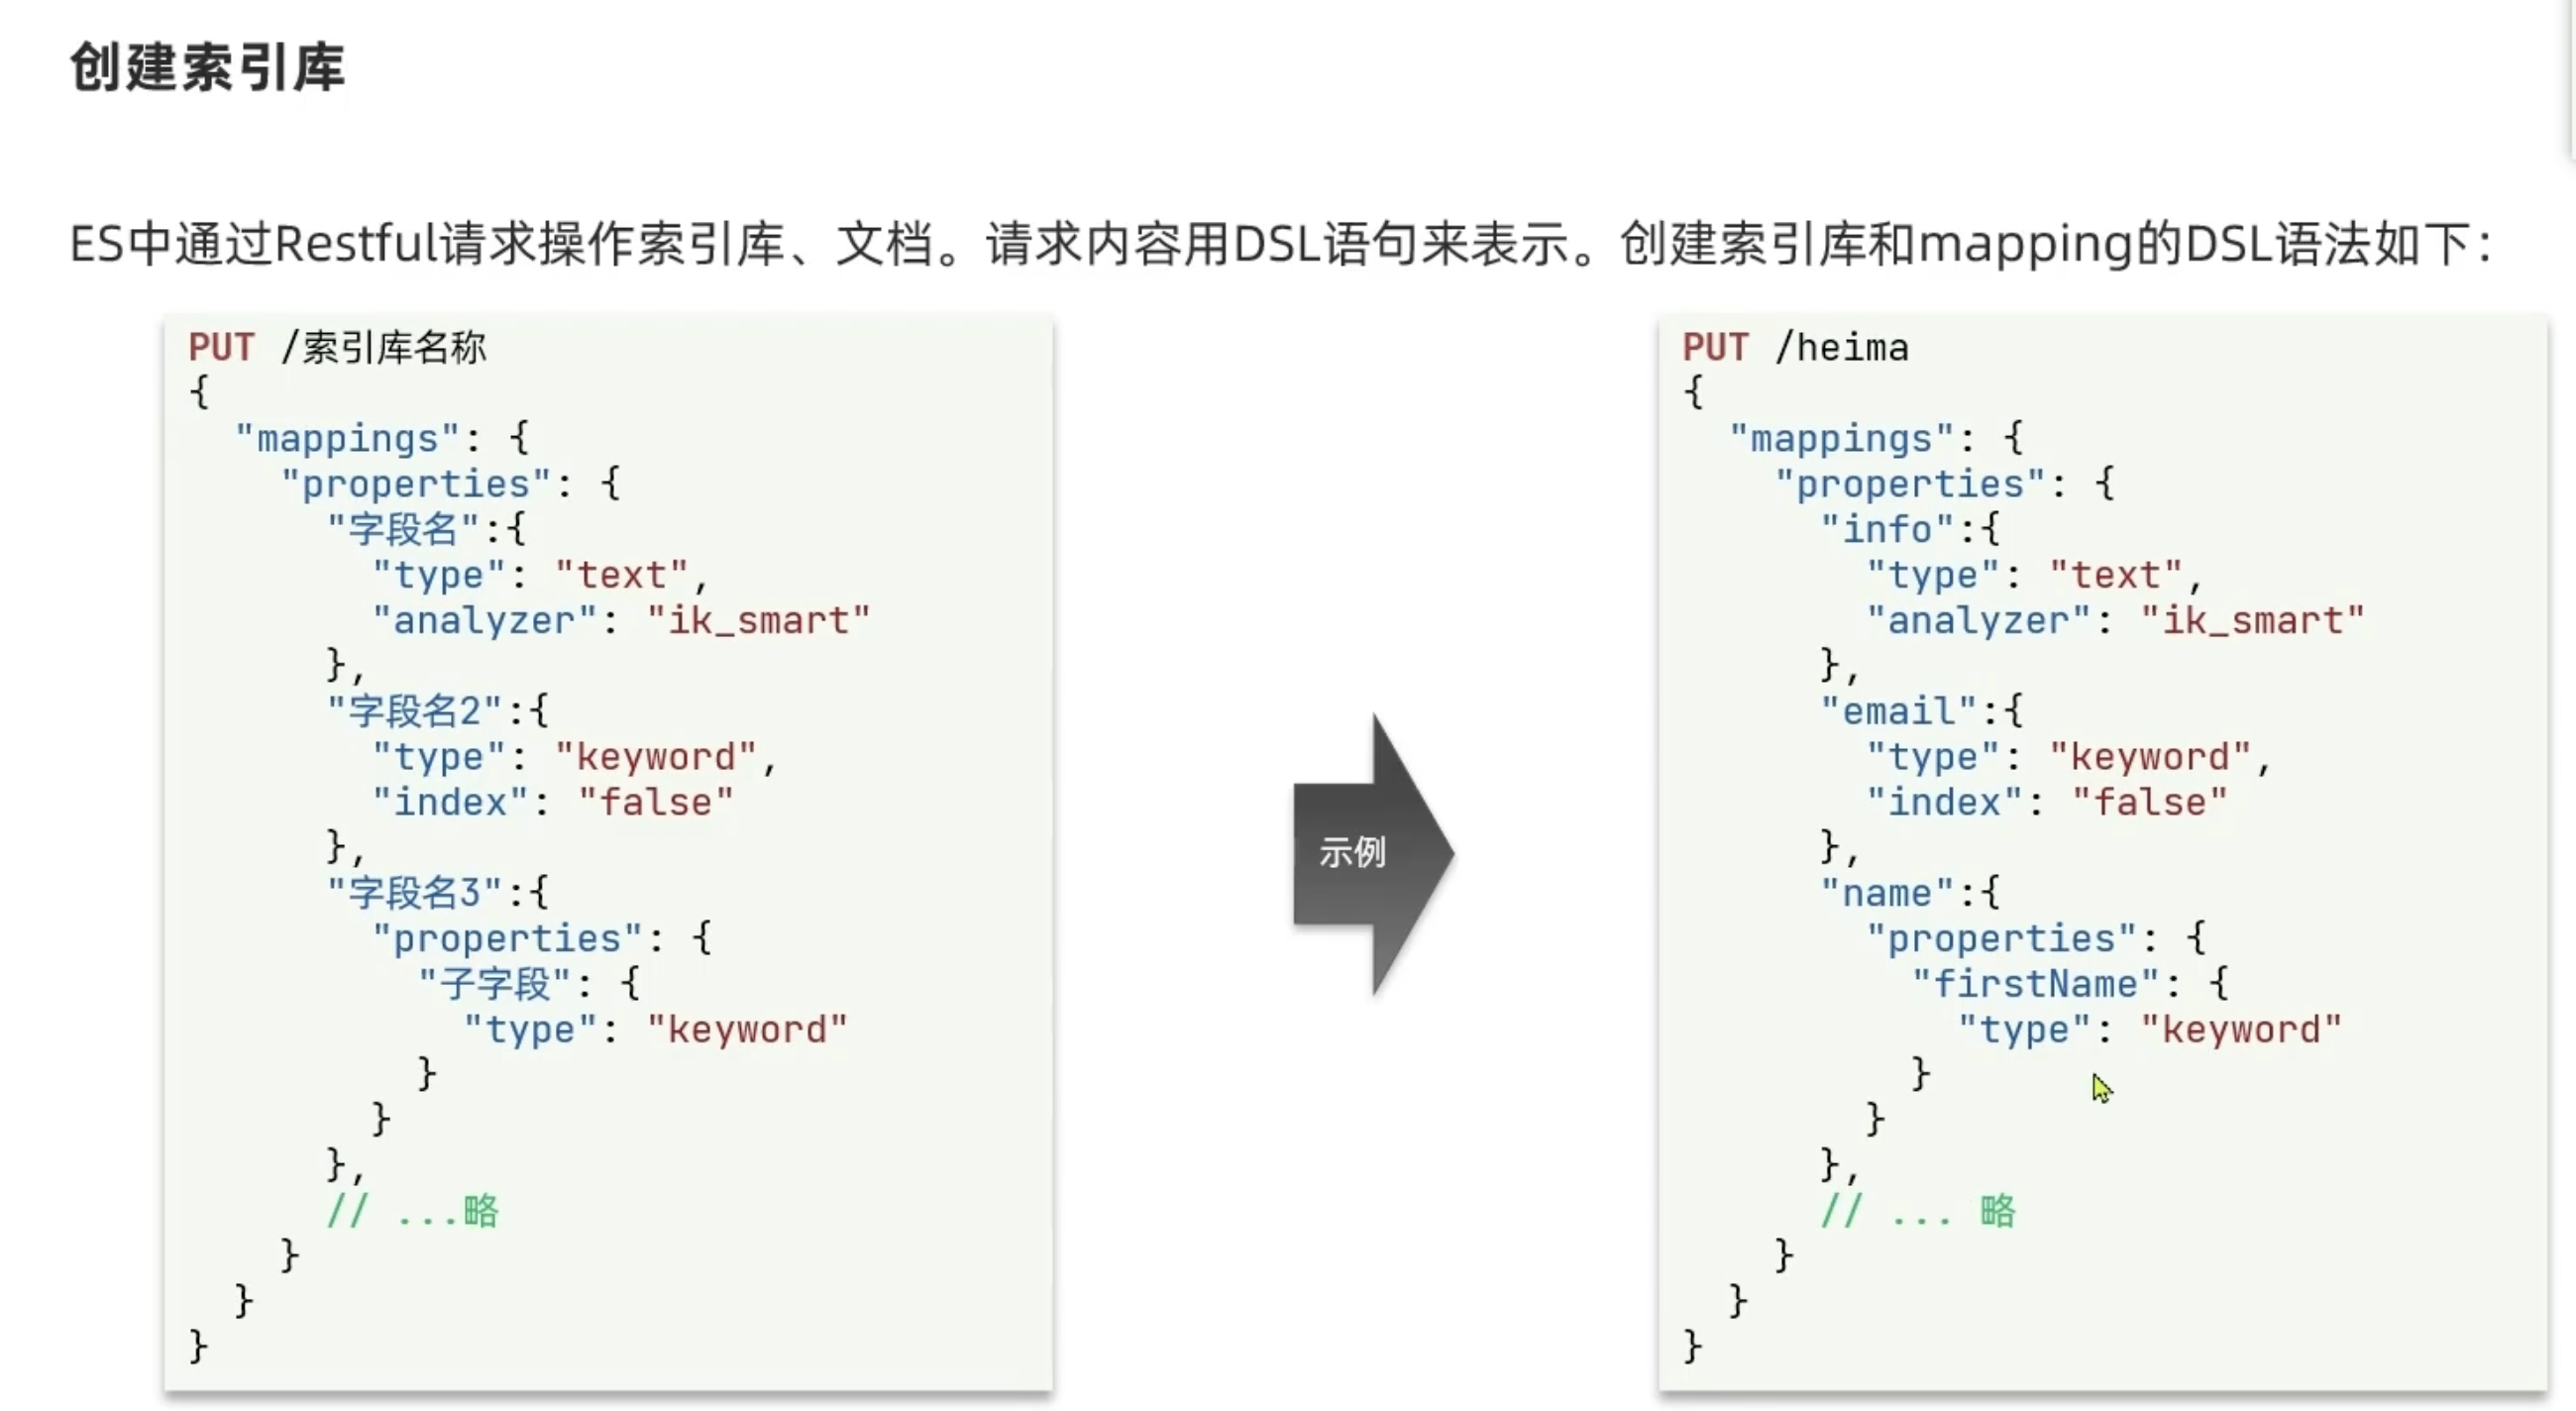 创建索引库
ES中通过Restful请求操作索引库、文档。请求内容用DSL语句来表示。创建索引库和mapping的DSL语法如下：
PUT /索引库名称
{
  "mappings": {
    "properties": {
      "字段名":{
        "type": "text",
        "analyzer": "ik_smart"
      },
      "字段名2":{
        "type": "keyword",
        "index": "false"
      },
      "字段名3":{
        "properties": {
          "子字段": {
            "type": "keyword"
          }
        }
      },
      // ...略
    }
  }
}
示例
PUT /heima
{
  "mappings": {
    "properties": {
      "info":{
        "type": "text",
        "analyzer": "ik_smart"
      },
      "email":{
        "type": "keyword",
        "index": "false"
      },
      "name":{
        "properties": {
          "firstName": {
            "type": "keyword"
          }
        }
      },
      // ... 略
    }
  }
}